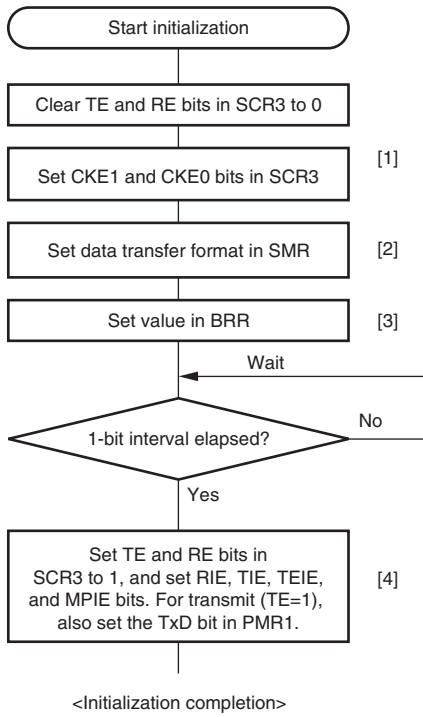 Start initialization
Clear TE and RE bits in SCR3 to 0
[1]
Set CKE1 and CKE0 bits in SCR3
Set data transfer format in SMR
[2]
Set value in BRR
[3]
Wait
1-bit interval elapsed?
No
Yes
Set TE and RE bits in
SCR3 to 1, and set RIE, TIE, TEIE,
and MPIE bits. For transmit (TE=1),
also set the TxD bit in PMR1.
[4]
<Initialization completion>